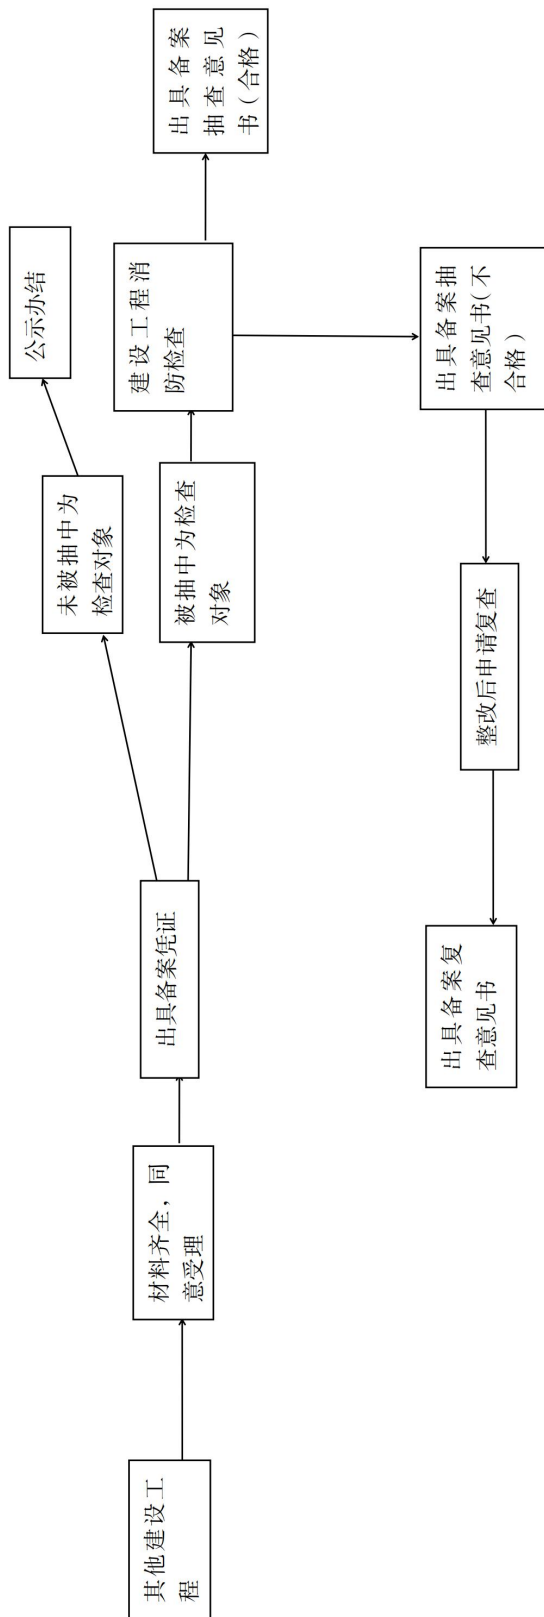 其他建设工
程
材料齐全，同
意受理
出具备案凭证
未被抽中为
检查对象
公示办结
被抽中为检查
对象
建设工程消
防检查
出具备案
抽查意见
书（合格）
出具备案抽
查意见书（不
合格）
整改后申请复查
出具备案复
查意见书